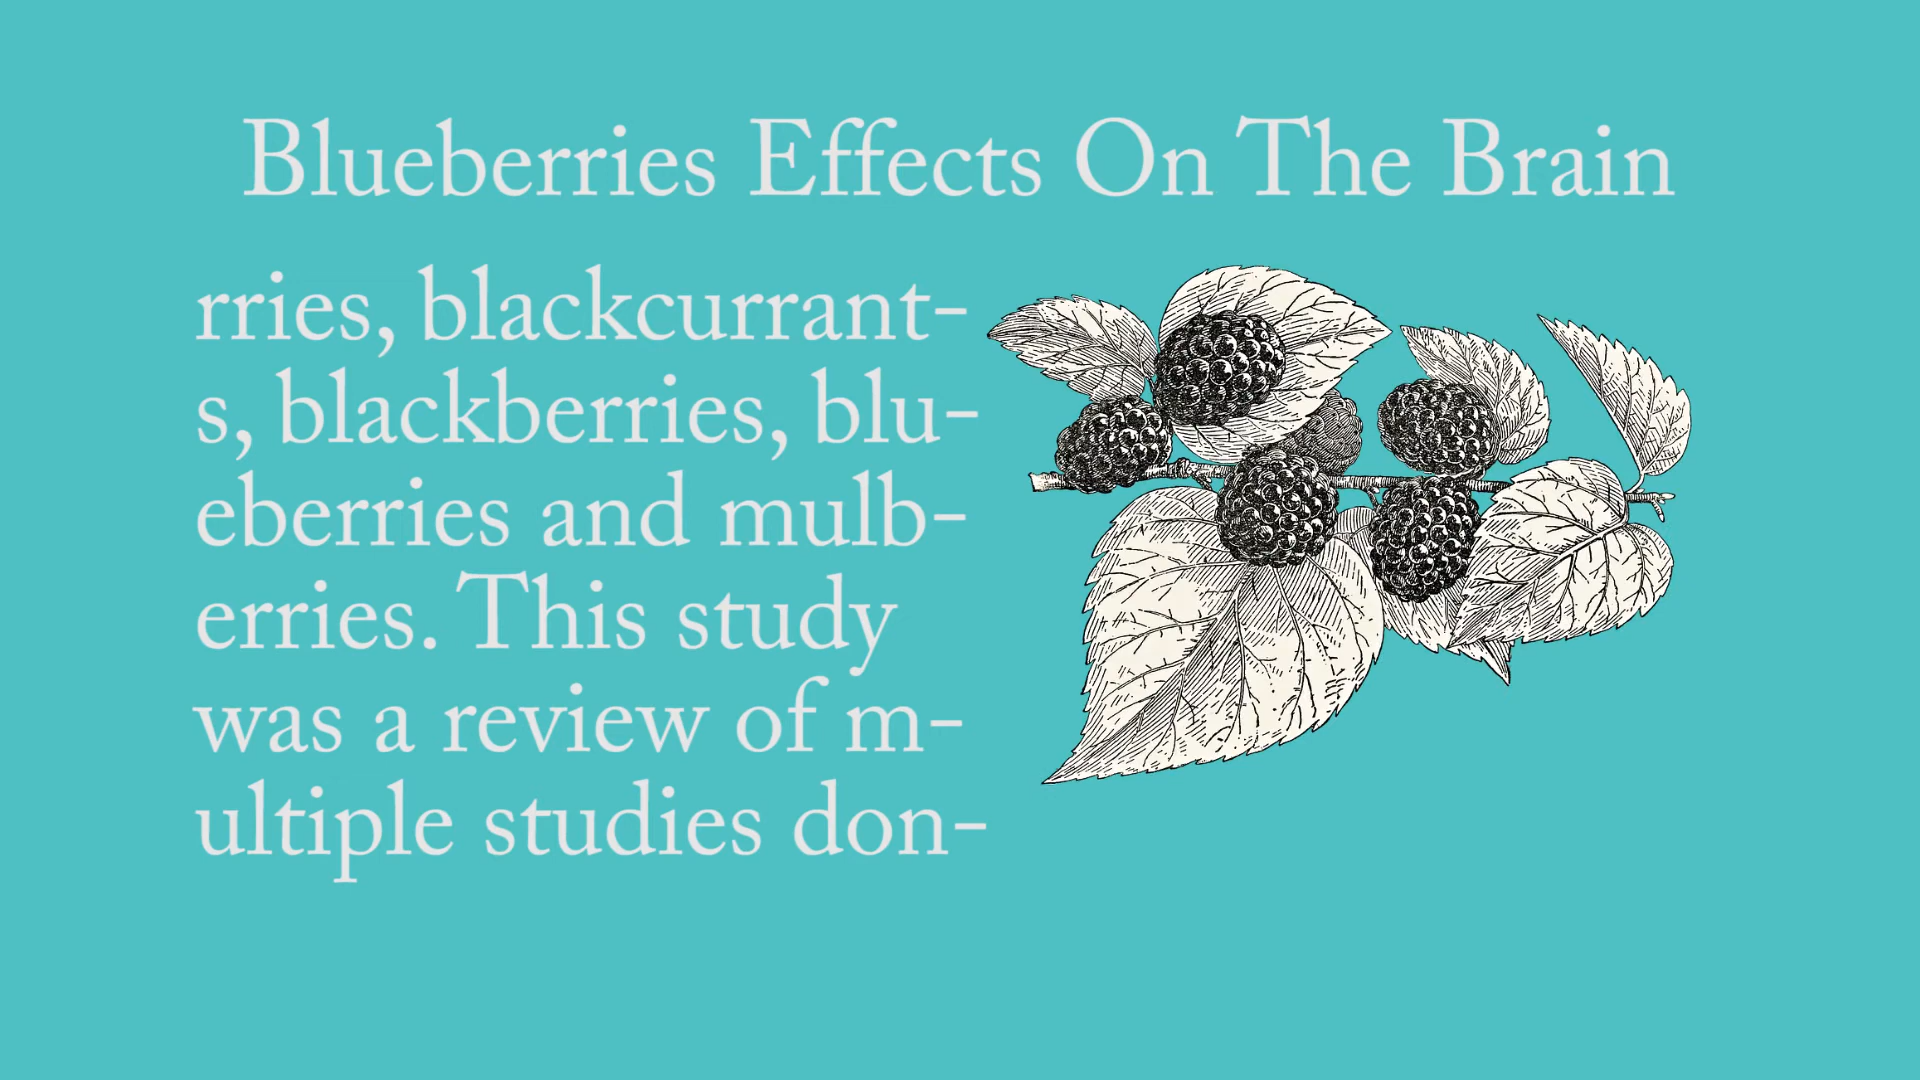 Blueberries Effects On The Brain
rries, blackcurrant-
s, blackberries, blu-
eberries and mulb-
erries. This study
was a review of m-
ultiple studies don-